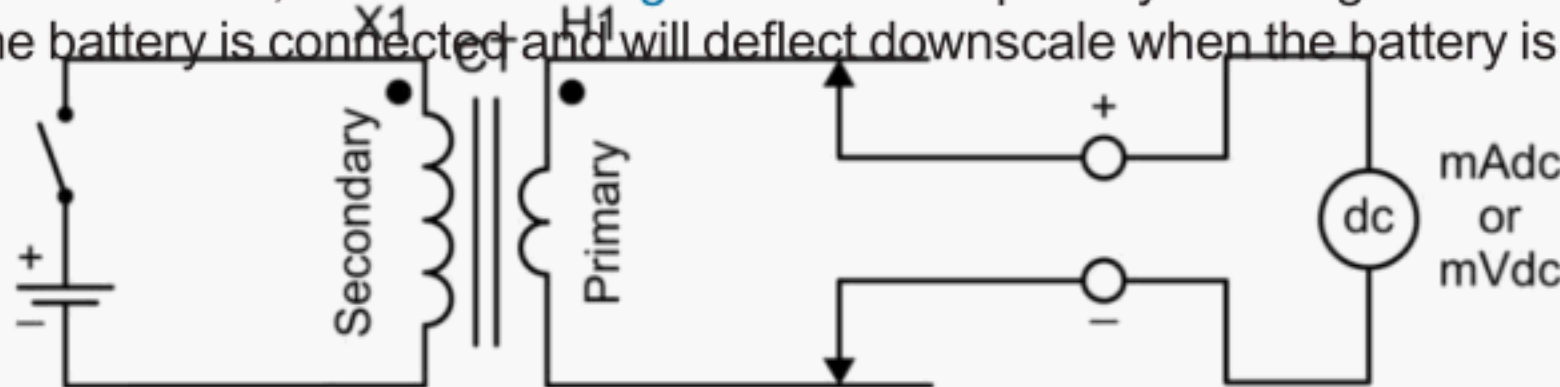 he battery is connected and will deflect downscale when the battery is
X1
CT
H1
+
–
Secondary
Primary
+
–
dc
mAdc
or
mVdc